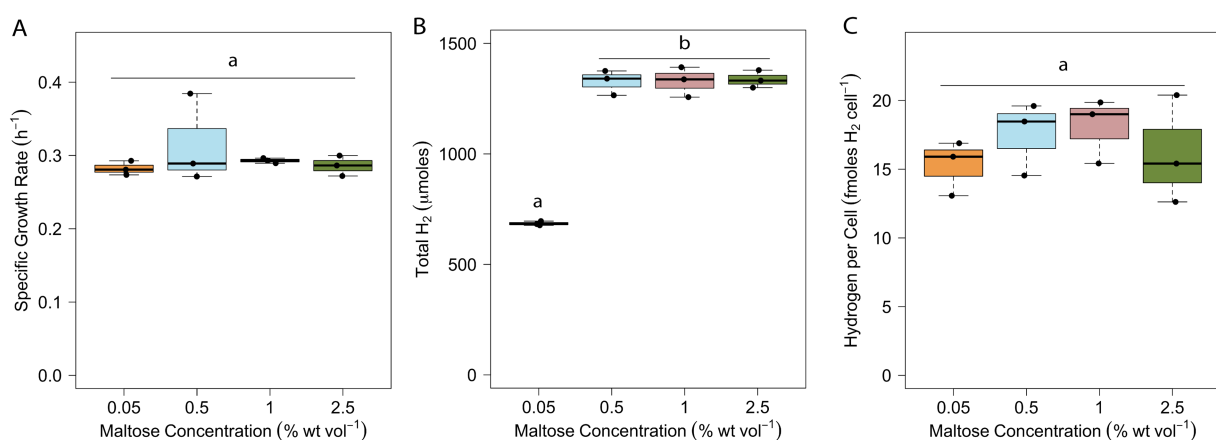 A
Specific Growth Rate (h⁻¹)
0.4
0.3
0.2
0.1
0.0
a
0.05 0.5 1 2.5
Maltose Concentration (% wt vol⁻¹)
B
Total H₂ (μmoles)
1500
1000
500
0
a
b
0.05 0.5 1 2.5
Maltose Concentration (% wt vol⁻¹)
C
Hydrogen per Cell (fmoles H₂ cell⁻¹)
20
15
10
5
0
a
0.05 0.5 1 2.5
Maltose Concentration (% wt vol⁻¹)